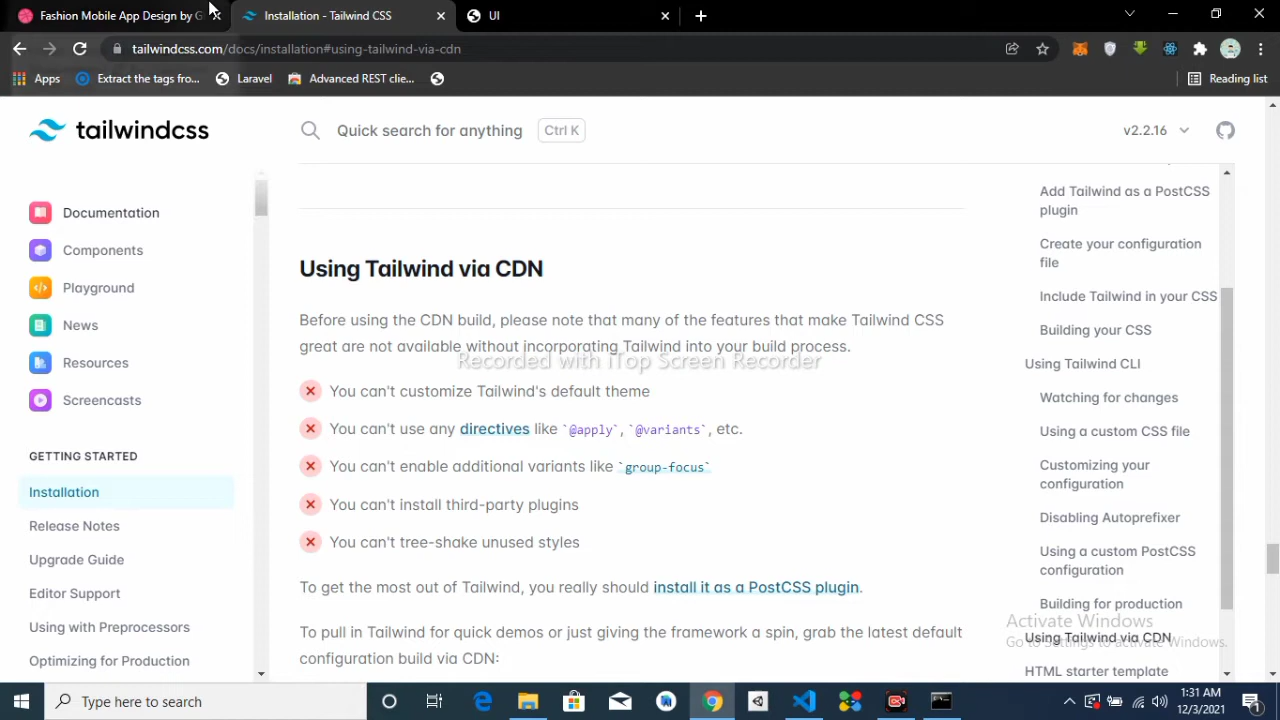 Fashion Mobile App Design by G
Installation - Tailwind CSS
UI
tailwindcss.com/docs/installation#using-tailwind-via-cdn
Apps
Extract the tags fro...
Laravel
Advanced REST clie...
Reading list
tailwindcss
Quick search for anything
Ctrl K
v2.2.16
Documentation
Components
Playground
News
Resources
Screencasts
GETTING STARTED
Installation
Release Notes
Upgrade Guide
Editor Support
Using with Preprocessors
Optimizing for Production
Using Tailwind via CDN
Before using the CDN build, please note that many of the features that make Tailwind CSS
great are not available without incorporating Tailwind into your build process.
Recorded with iTop Screen Recorder
You can't customize Tailwind's default theme
You can't use any directives like `@apply`, `@variants`, etc.
You can't enable additional variants like `group-focus`
You can't install third-party plugins
You can't tree-shake unused styles
To get the most out of Tailwind, you really should install it as a PostCSS plugin.
To pull in Tailwind for quick demos or just giving the framework a spin, grab the latest default
configuration build via CDN:
Add Tailwind as a PostCSS
plugin
Create your configuration
file
Include Tailwind in your CSS
Building your CSS
Using Tailwind CLI
Watching for changes
Using a custom CSS file
Customizing your
configuration
Disabling Autoprefixer
Using a custom PostCSS
configuration
Building for production
Using Tailwind via CDN
HTML starter template
Activate Windows
Go to Settings to activate Windows.
Type here to search
1:31 AM
12/3/2021
1